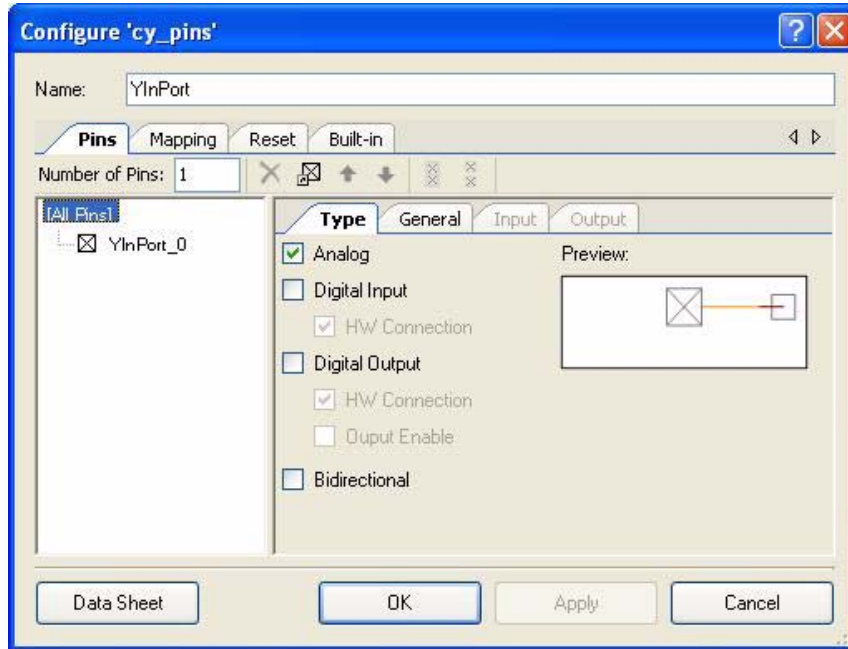 Configure 'cy_pins'
Name: YInPort
Pins Mapping Reset Built-in
Number of Pins: 1
[All Pins]
YInPort_0
Type General Input Output
Analog
Preview:
Digital Input
HW Connection
Digital Output
HW Connection
Ouput Enable
Bidirectional
Data Sheet OK Apply Cancel